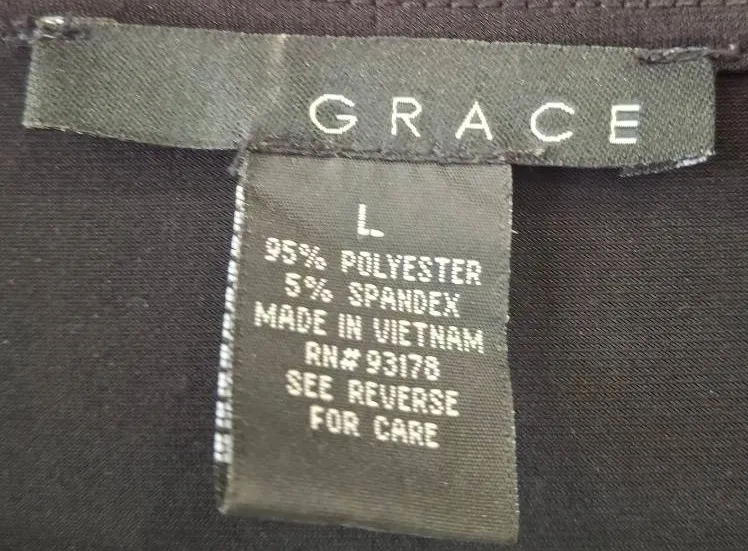 GRACE
L
95% POLYESTER
5% SPANDEX
MADE IN VIETNAM
RN# 93178
SEE REVERSE
FOR CARE